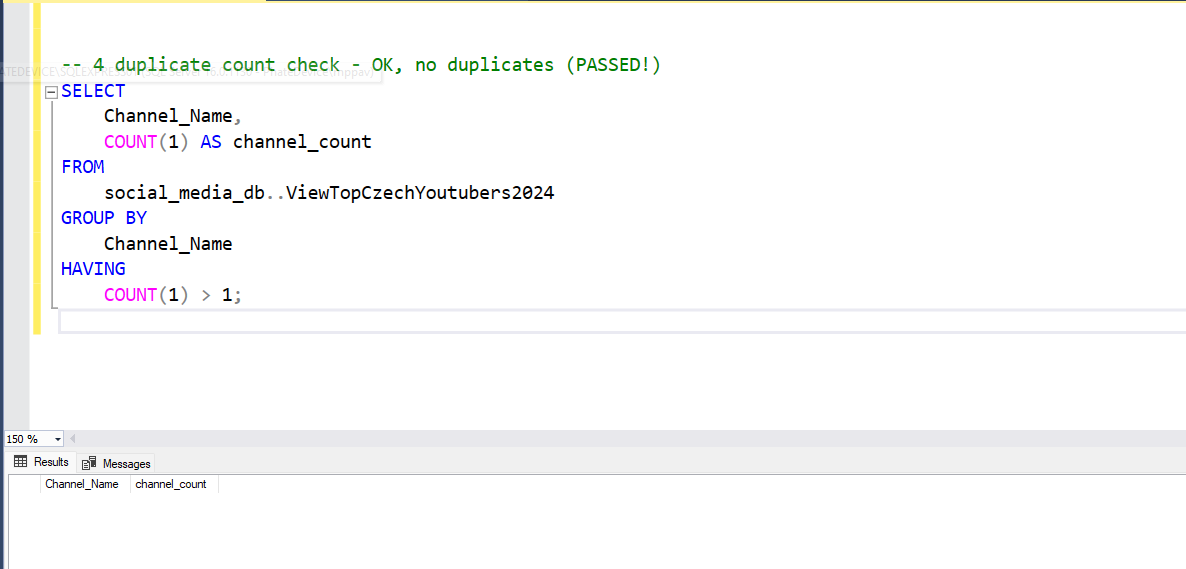 -- 4 duplicate count check - OK, no duplicates (PASSED!)
SELECT
Channel_Name,
COUNT(1) AS channel_count
FROM
social_media_db..ViewTopCzechYoutubers2024
GROUP BY
Channel_Name
HAVING
COUNT(1) > 1;
150 %
Results Messages
Channel_Name channel_count